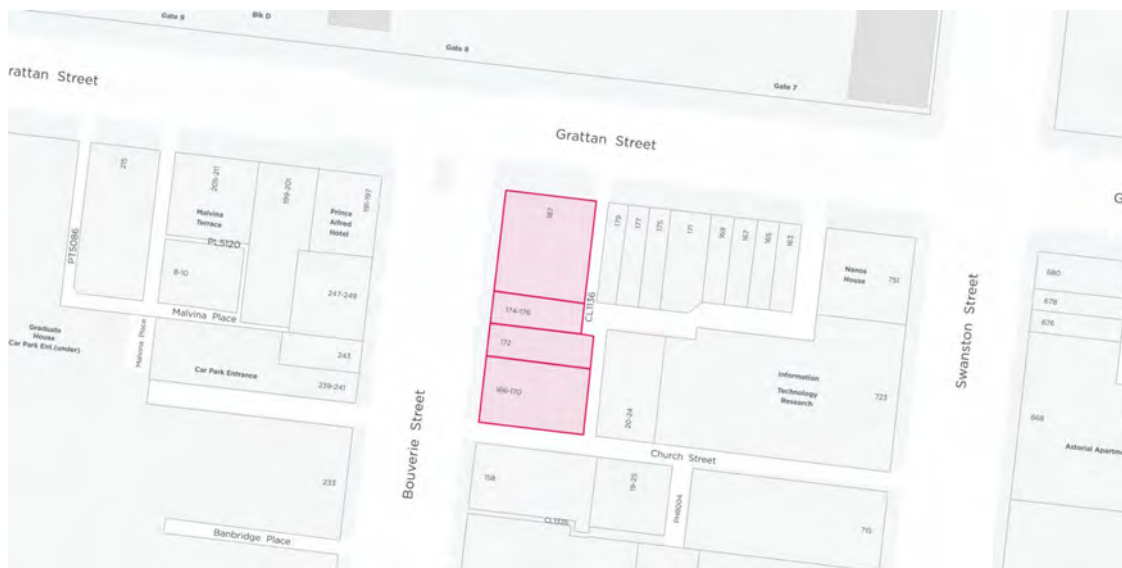 Gate 9
Blk D
Gate 8
Gate 7
rattan Street
Grattan Street
G
215
205-211
Malvina
Terrace
199-201
191-197
Prince
Alfred
Hotel
187
179
177
175
171
169
167
165
163
PT5086
PL5120
8-10
247-249
Malvina Place
Malvina Place
Graduate
House
Car Park Ent.(under)
Car Park Entrance
243
239-241
174-176
172
166-170
CL1136
Nanos
House
751
Information
Technology
Research
723
20-24
680
678
676
668
Astorial Apartme
Swanston Street
Bouverie Street
Church Street
158
19-25
PH8004
CL1135
715
233
Banbridge Place